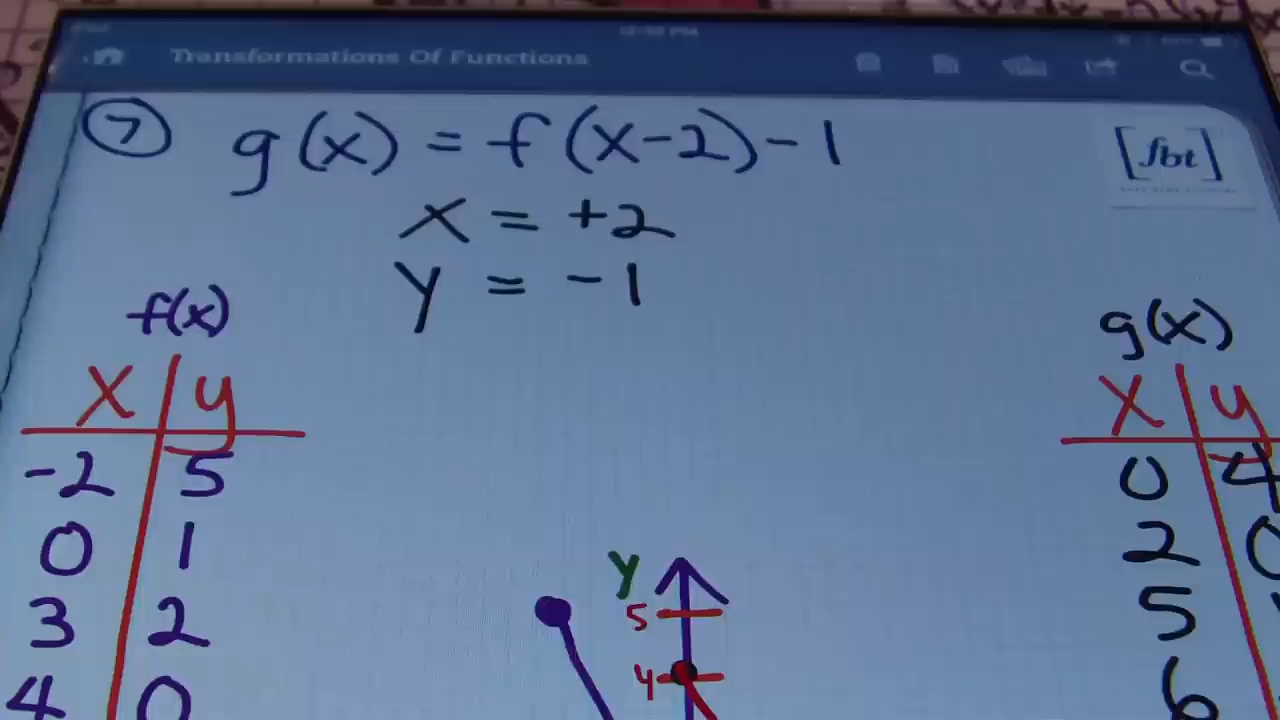 Transformations Of Functions
7 g(x) = f(x-2)-1
[fbt]
x = +2
y = -1
f(x)
x y
-2 5
0 1
3 2
4 0
g(x)
x y
0 4
2 0
5
6
y
5
4